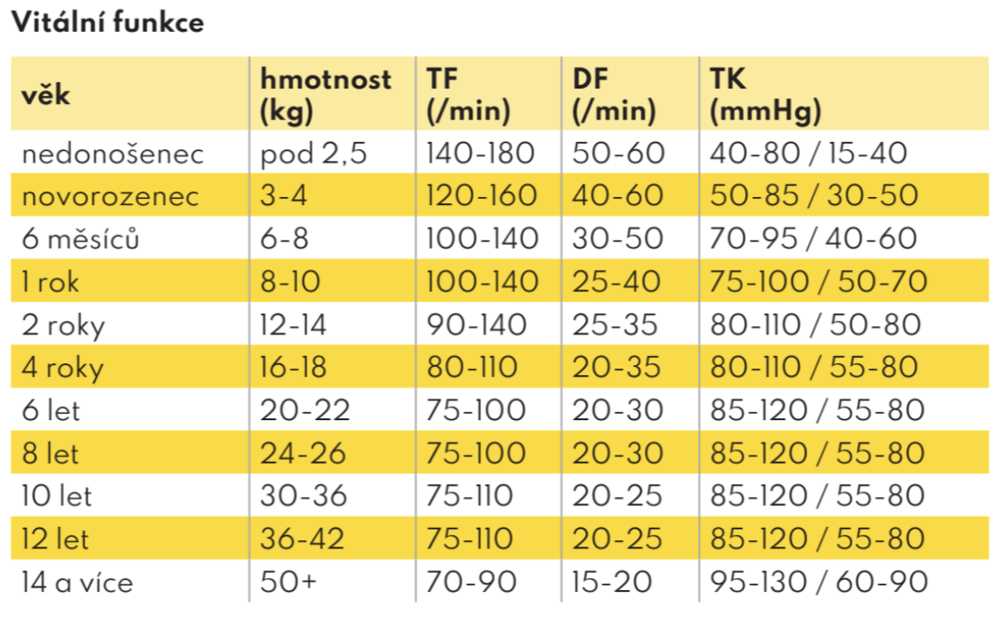 Vitální funkce
věk hmotnost (kg) TF (/min) DF (/min) TK (mmHg)
nedonošenec pod 2,5 140-180 50-60 40-80 / 15-40
novorozenec 3-4 120-160 40-60 50-85 / 30-50
6 měsíců 6-8 100-140 30-50 70-95 / 40-60
1 rok 8-10 100-140 25-40 75-100 / 50-70
2 roky 12-14 90-140 25-35 80-110 / 50-80
4 roky 16-18 80-110 20-35 80-110 / 55-80
6 let 20-22 75-100 20-30 85-120 / 55-80
8 let 24-26 75-100 20-30 85-120 / 55-80
10 let 30-36 75-110 20-25 85-120 / 55-80
12 let 36-42 75-110 20-25 85-120 / 55-80
14 a více 50+ 70-90 15-20 95-130 / 60-90